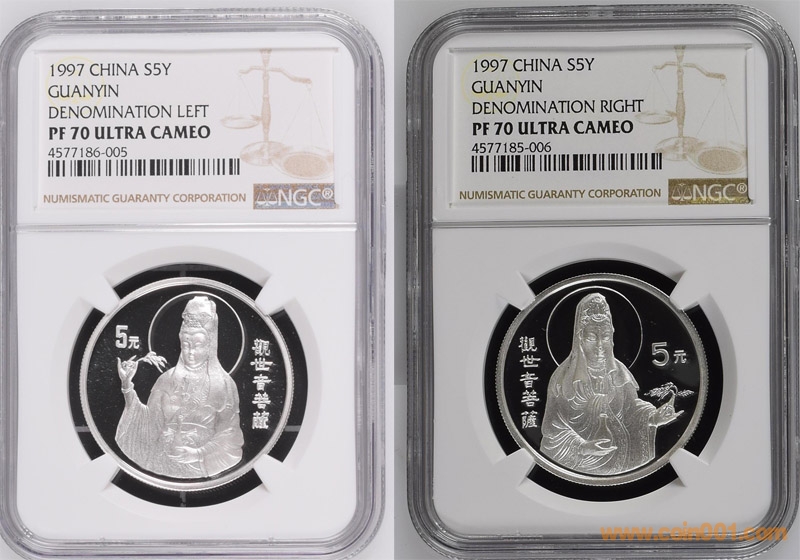 1997 CHINA S5Y
GUANYIN
DENOMINATION LEFT
PF 70 ULTRA CAMEO
4577186-005
NUMISMATIC GUARANTY CORPORATION
NGC®
5元
觀世音菩薩
1997 CHINA S5Y
GUANYIN
DENOMINATION RIGHT
PF 70 ULTRA CAMEO
4577185-006
NUMISMATIC GUARANTY CORPORATION
NGC®
觀世音菩薩
5元
www.coin001.com